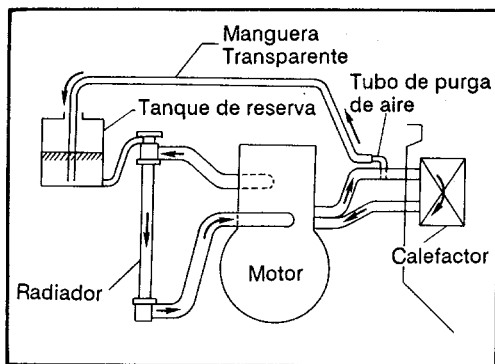 Manguera
Transparente
Tubo de purga
de aire
Tanque de reserva
Radiador
Motor
Calefactor